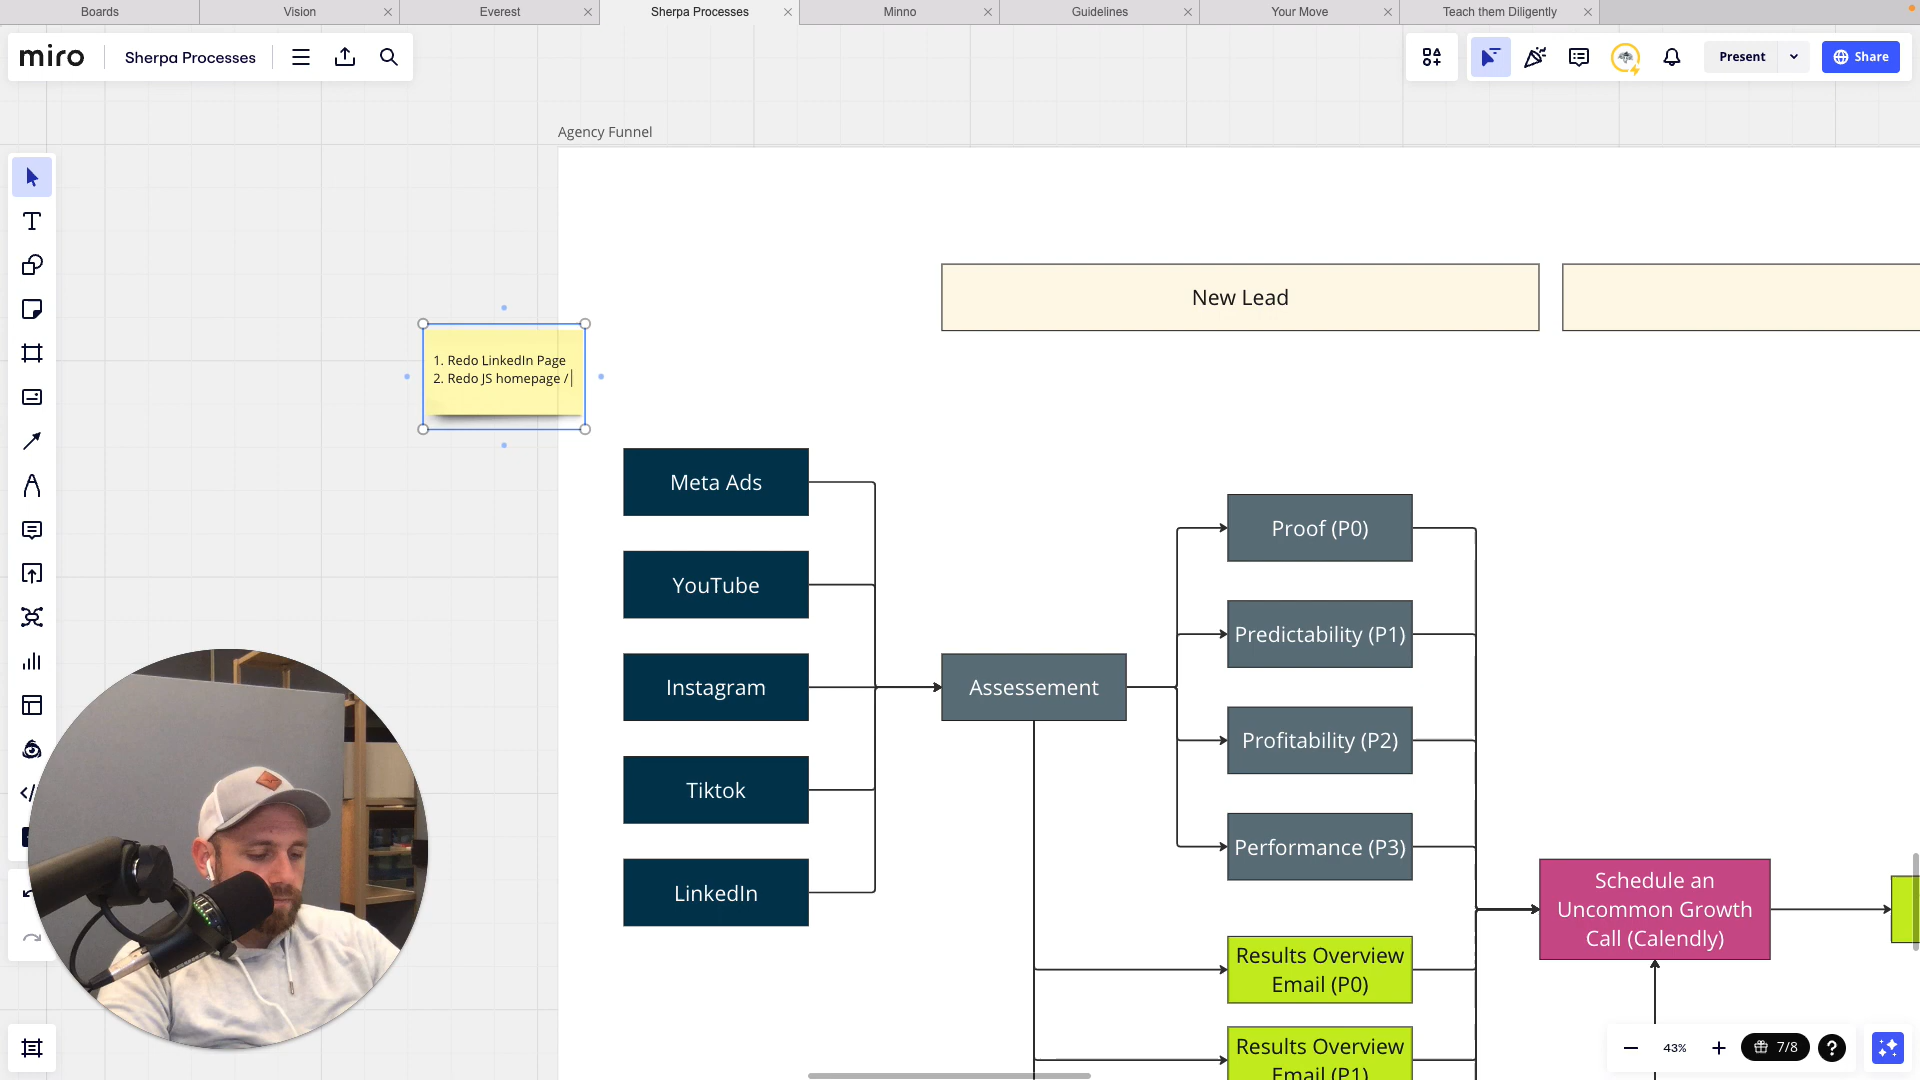 Boards
Vision
Everest
Sherpa Processes
Minno
Guidelines
Your Move
Teach them Diligently
miro
Sherpa Processes
Present
Share
Agency Funnel
New Lead
1. Redo LinkedIn Page
2. Redo JS homepage /
Meta Ads
YouTube
Instagram
Tiktok
LinkedIn
Assessement
Proof (P0)
Predictability (P1)
Profitability (P2)
Performance (P3)
Results Overview
Email (P0)
Results Overview
Email (P1)
Schedule an
Uncommon Growth
Call (Calendly)
43%
7/8